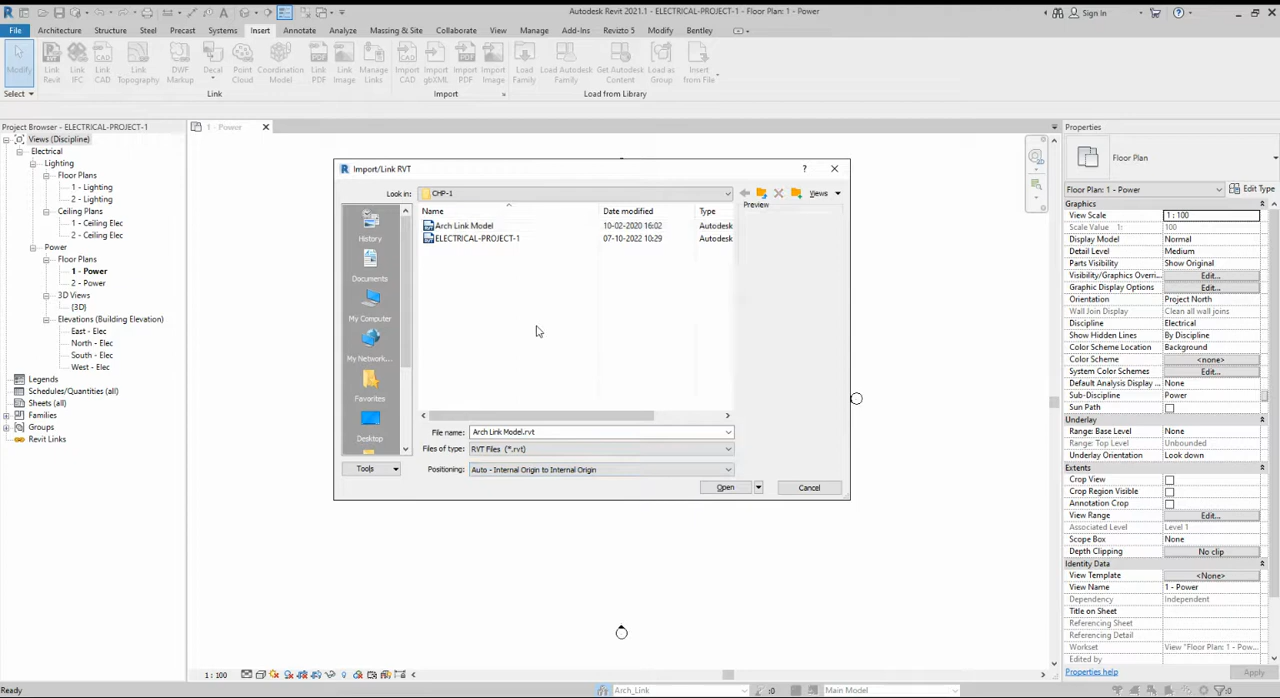 Autodesk Revit 2021.1 - ELECTRICAL-PROJECT-1 - Floor Plan: 1 - Power
Sign In
File Architecture Structure Steel Precast Systems Insert Annotate Analyze Massing & Site Collaborate View Manage Add-Ins Revizto 5 Modify Bentley
Modify
Link Revit
Link IFC
Link CAD
Link Topography
DWF Markup
Decal
Point Cloud
Coordination Model
Link PDF
Link Image
Manage Links
Import CAD
Import gbXML
Import PDF
Import Image
Load Family
Load Autodesk Family
Get Autodesk Content
Load as Group
Insert from File
Select Link Import Load from Library
Project Browser - ELECTRICAL-PROJECT-1
Views (Discipline)
Electrical
Lighting
Floor Plans
1 - Lighting
2 - Lighting
Ceiling Plans
1 - Ceiling Elec
2 - Ceiling Elec
Power
Floor Plans
1 - Power
2 - Power
3D Views
{3D}
Elevations (Building Elevation)
East - Elec
North - Elec
South - Elec
West - Elec
Legends
Schedules/Quantities (all)
Sheets (all)
Families
Groups
Revit Links
1 - Power
Import/Link RVT
Look in: CHP-1
Views
Name Date modified Type
Preview
Arch Link Model 10-02-2020 16:02 Autodesk
ELECTRICAL-PROJECT-1 07-10-2022 10:29 Autodesk
History
Documents
My Computer
My Network...
Favorites
Desktop
File name: Arch Link Model.rvt
Files of type: RVT Files (*.rvt)
Tools
Positioning: Auto - Internal Origin to Internal Origin
Open Cancel
Properties
Floor Plan
Floor Plan: 1 - Power Edit Type
Graphics
View Scale 1 : 100
Scale Value 1: 100
Display Model Normal
Detail Level Medium
Parts Visibility Show Original
Visibility/Graphics Overri... Edit...
Graphic Display Options Edit...
Orientation Project North
Wall Join Display Clean all wall joins
Discipline Electrical
Show Hidden Lines By Discipline
Color Scheme Location Background
Color Scheme <none>
System Color Schemes Edit...
Default Analysis Display ... None
Sub-Discipline Power
Sun Path
Underlay
Range: Base Level None
Range: Top Level Unbounded
Underlay Orientation Look down
Extents
Crop View
Crop Region Visible
Annotation Crop
View Range Edit...
Associated Level Level 1
Scope Box None
Depth Clipping No clip
Identity Data
View Template <None>
View Name 1 - Power
Dependency Independent
Title on Sheet
Referencing Sheet
Referencing Detail
Workset View "Floor Plan: 1 - Pow...
Edited by
Properties help Apply
1 : 100
Ready
Arch_Link
:0
Main Model
:0